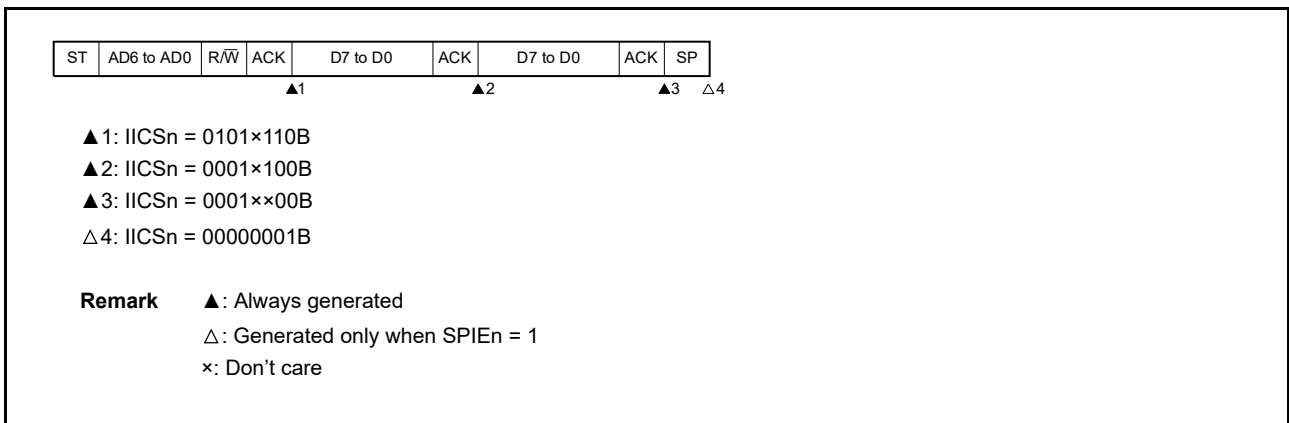 ST AD6 to AD0 R/W̅ ACK D7 to D0 ACK D7 to D0 ACK SP
▲1 ▲2 ▲3 △4
▲1: IICSn = 0101×110B
▲2: IICSn = 0001×100B
▲3: IICSn = 0001××00B
△4: IICSn = 00000001B
Remark ▲: Always generated
△: Generated only when SPIEn = 1
×: Don't care